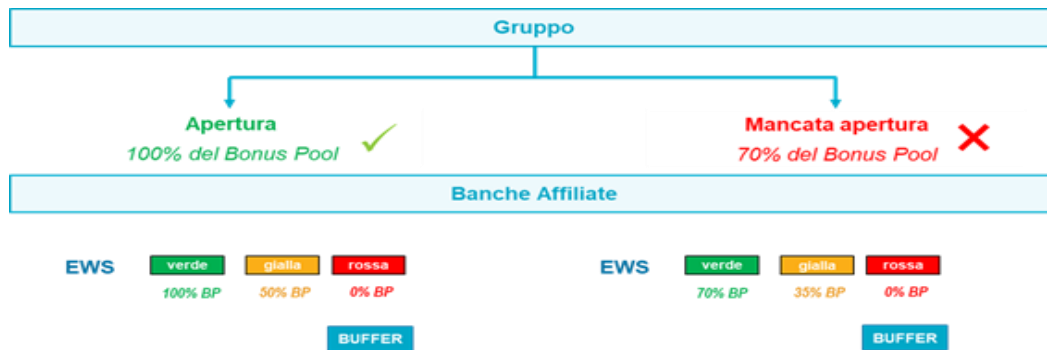 Gruppo
Apertura
100% del Bonus Pool
Mancata apertura
70% del Bonus Pool
Banche Affiliate
EWS verde gialla rossa
100% BP 50% BP 0% BP
BUFFER
EWS verde gialla rossa
70% BP 35% BP 0% BP
BUFFER